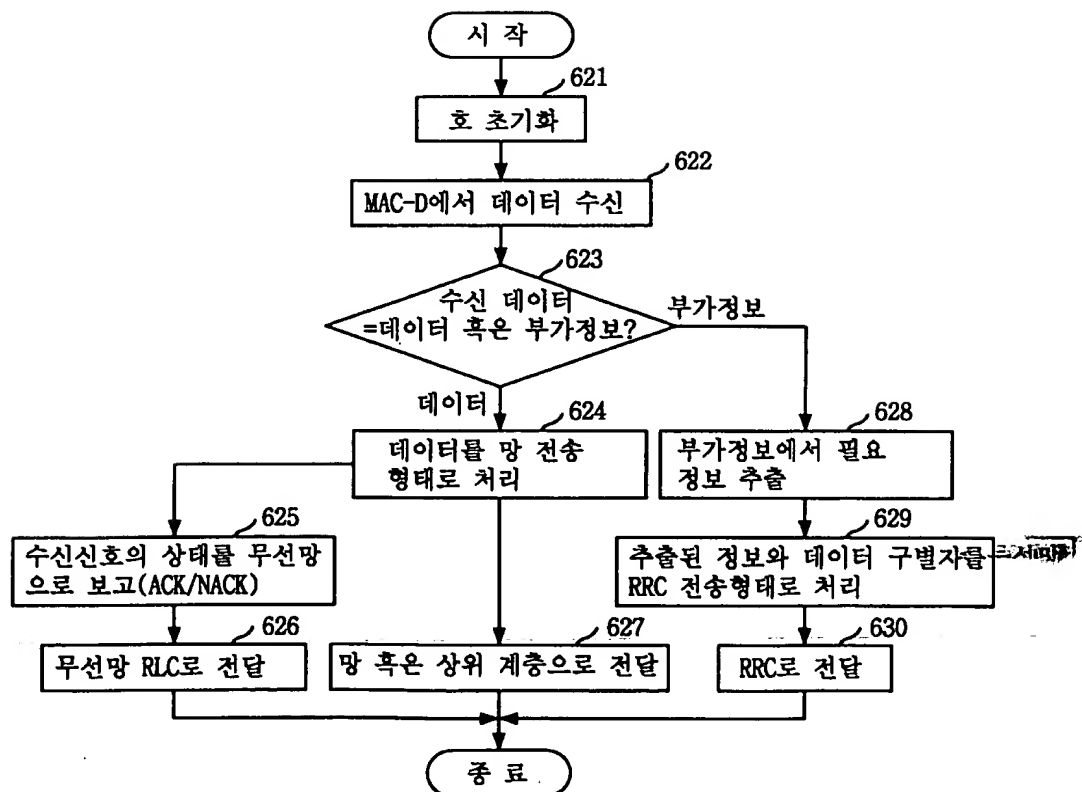 시 작
621
호 초기화
622
MAC-D에서 데이터 수신
623
수신 데이터
=데이터 혹은 부가정보?
부가정보
데이터
624
데이터를 망 전송
형태로 처리
628
부가정보에서 필요
정보 추출
625
수신신호의 상태를 무선망
으로 보고(ACK/NACK)
629
추출된 정보와 데이터 구별자를
RRC 전송형태로 처리
626
무선망 RLC로 전달
627
망 혹은 상위 계층으로 전달
630
RRC로 전달
종 료